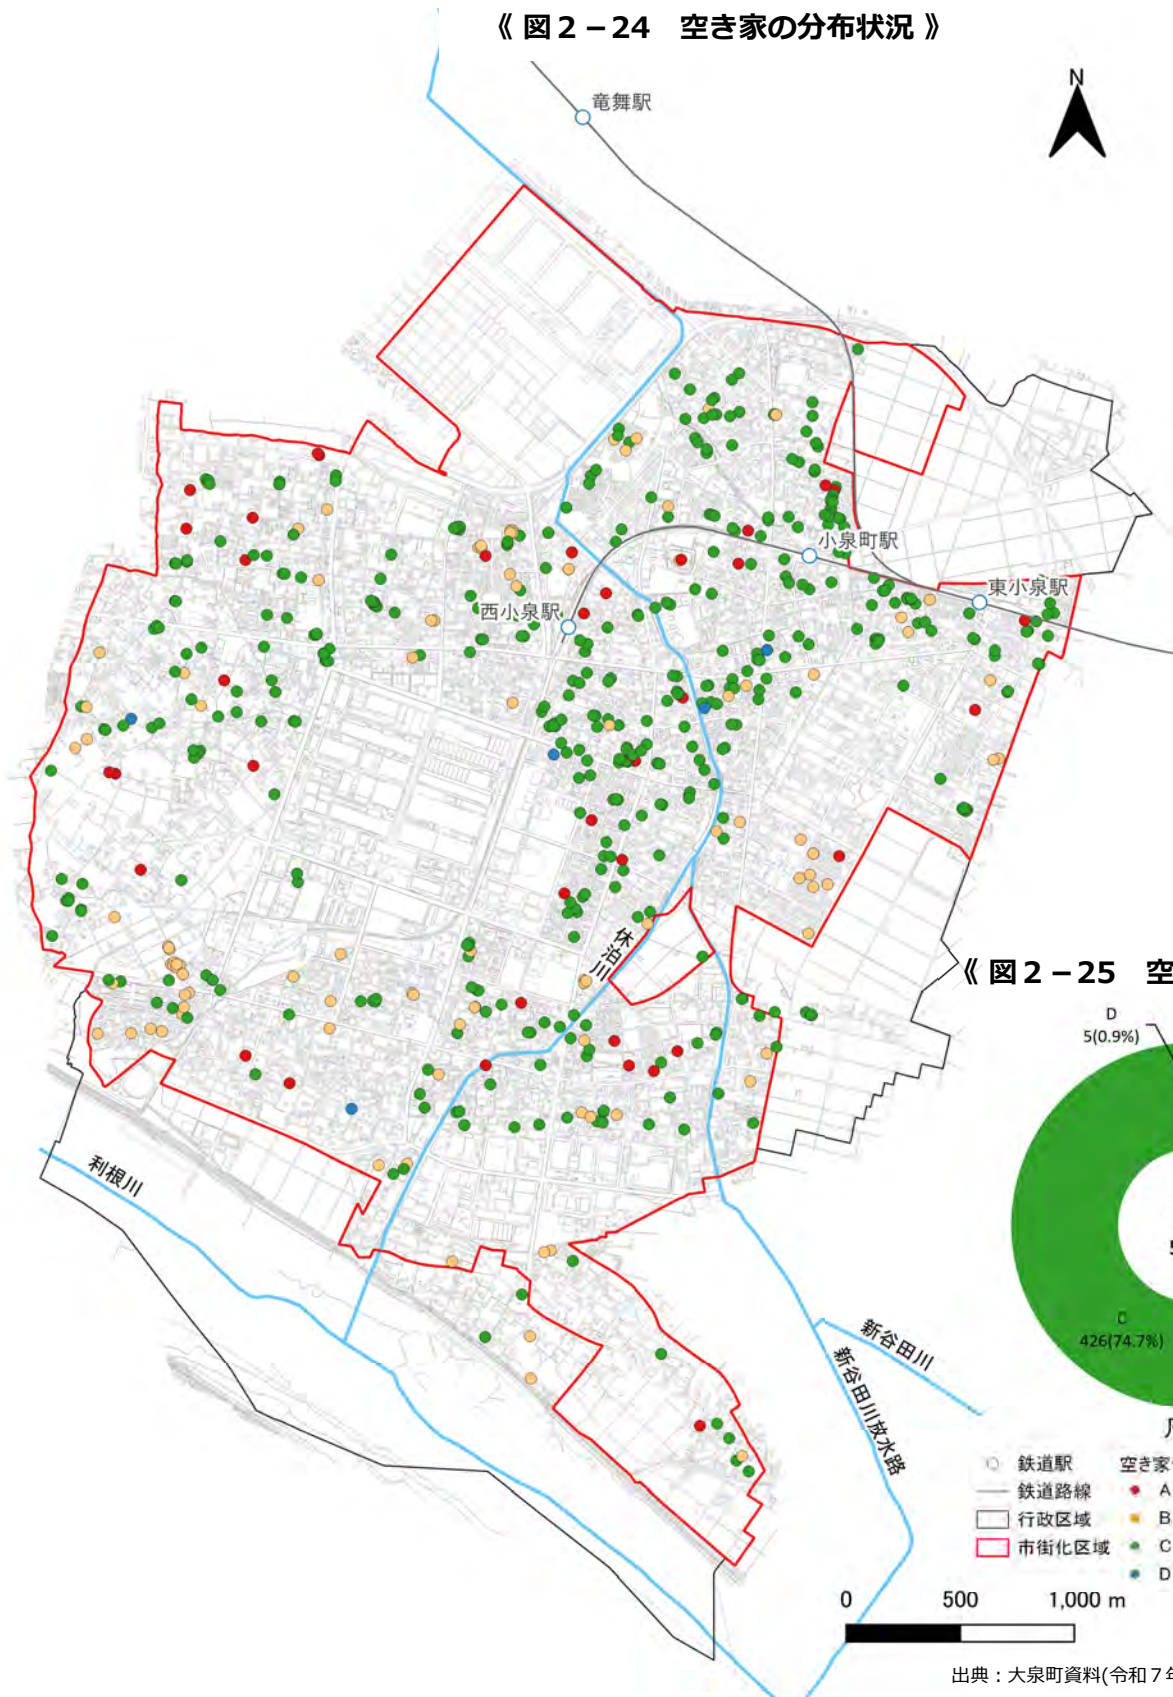 《 図２−24　空き家の分布状況 》
N
竜舞駅
小泉町駅
東小泉駅
西小泉駅
休泊川
《 図２−25　空
D
5(0.9%)
C
426(74.7%)
利根川
新谷田川
新谷田川放水路
鉄道駅
鉄道路線
行政区域
市街化区域
空き家
A
B
C
D
0　500　1,000 m
出典：大泉町資料(令和７年